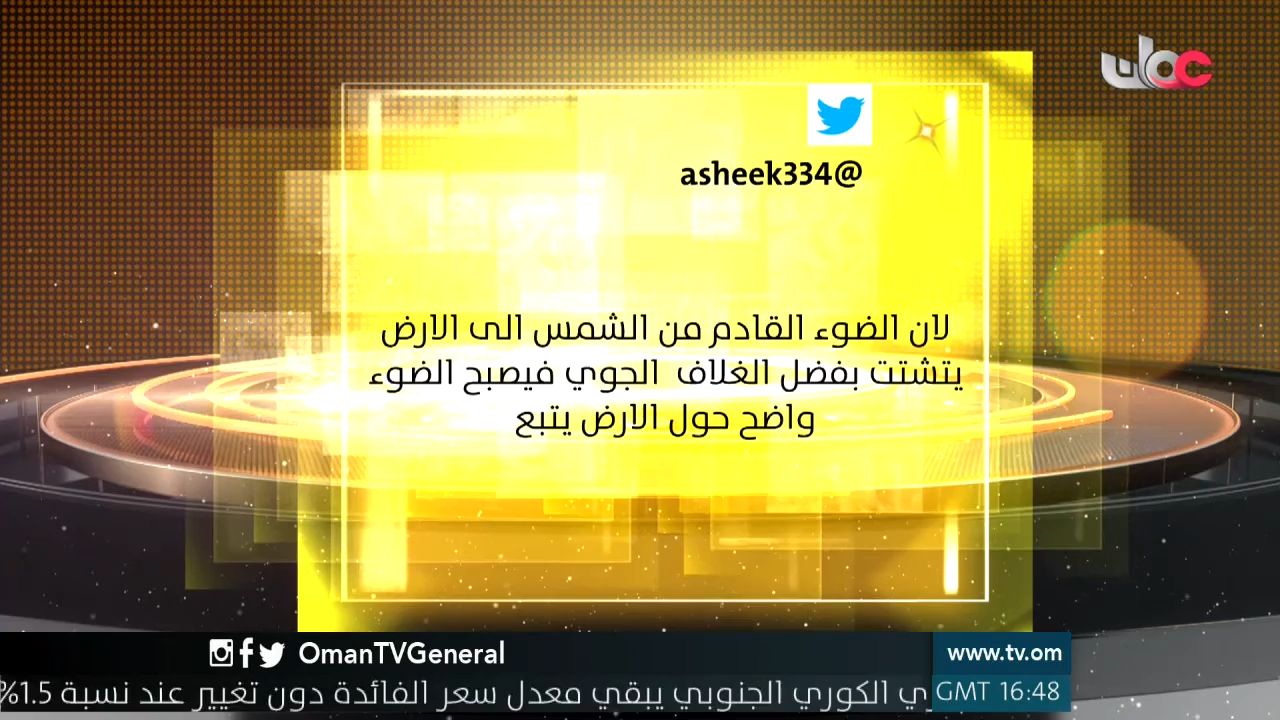 عمان
@asheek334
لان الضوء القادم من الشمس الى الارض
يتشتت بفضل الغلاف الجوي فيصبح الضوء
واضح حول الارض يتبع
OmanTVGeneral
www.tv.om
الكوري الجنوبي يبقي معدل سعر الفائدة دون تغيير عند نسبة 1.5%
GMT 16:48